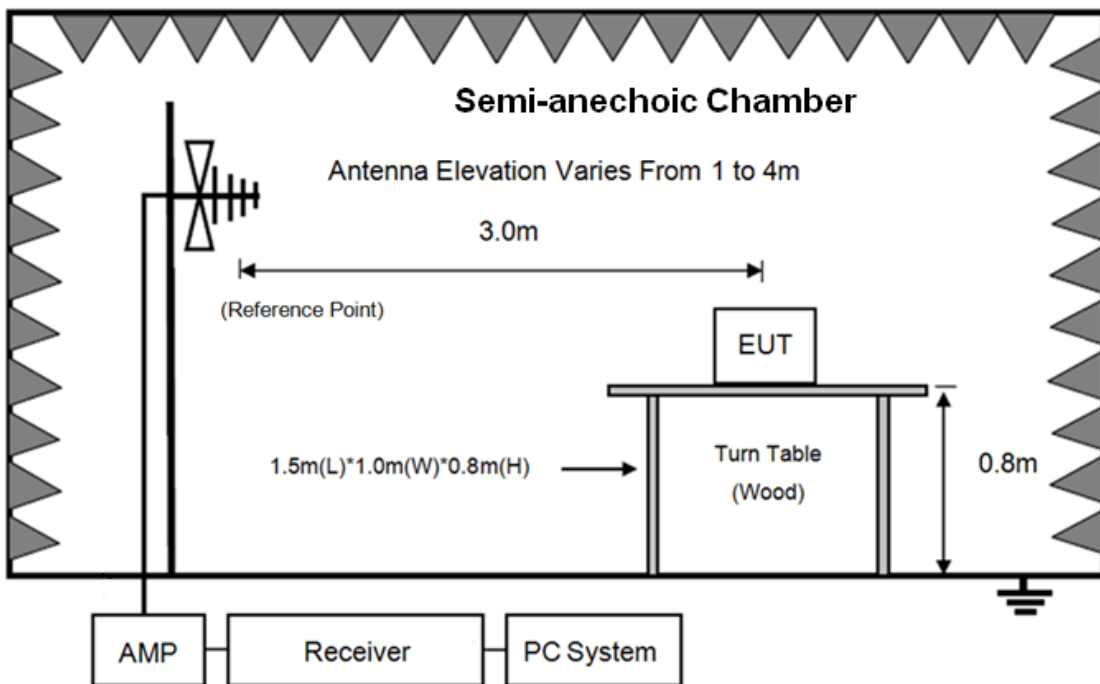 Semi-anechoic Chamber
Antenna Elevation Varies From 1 to 4m
3.0m
(Reference Point)
EUT
1.5m(L)*1.0m(W)*0.8m(H)
Turn Table
(Wood)
0.8m
AMP
Receiver
PC System